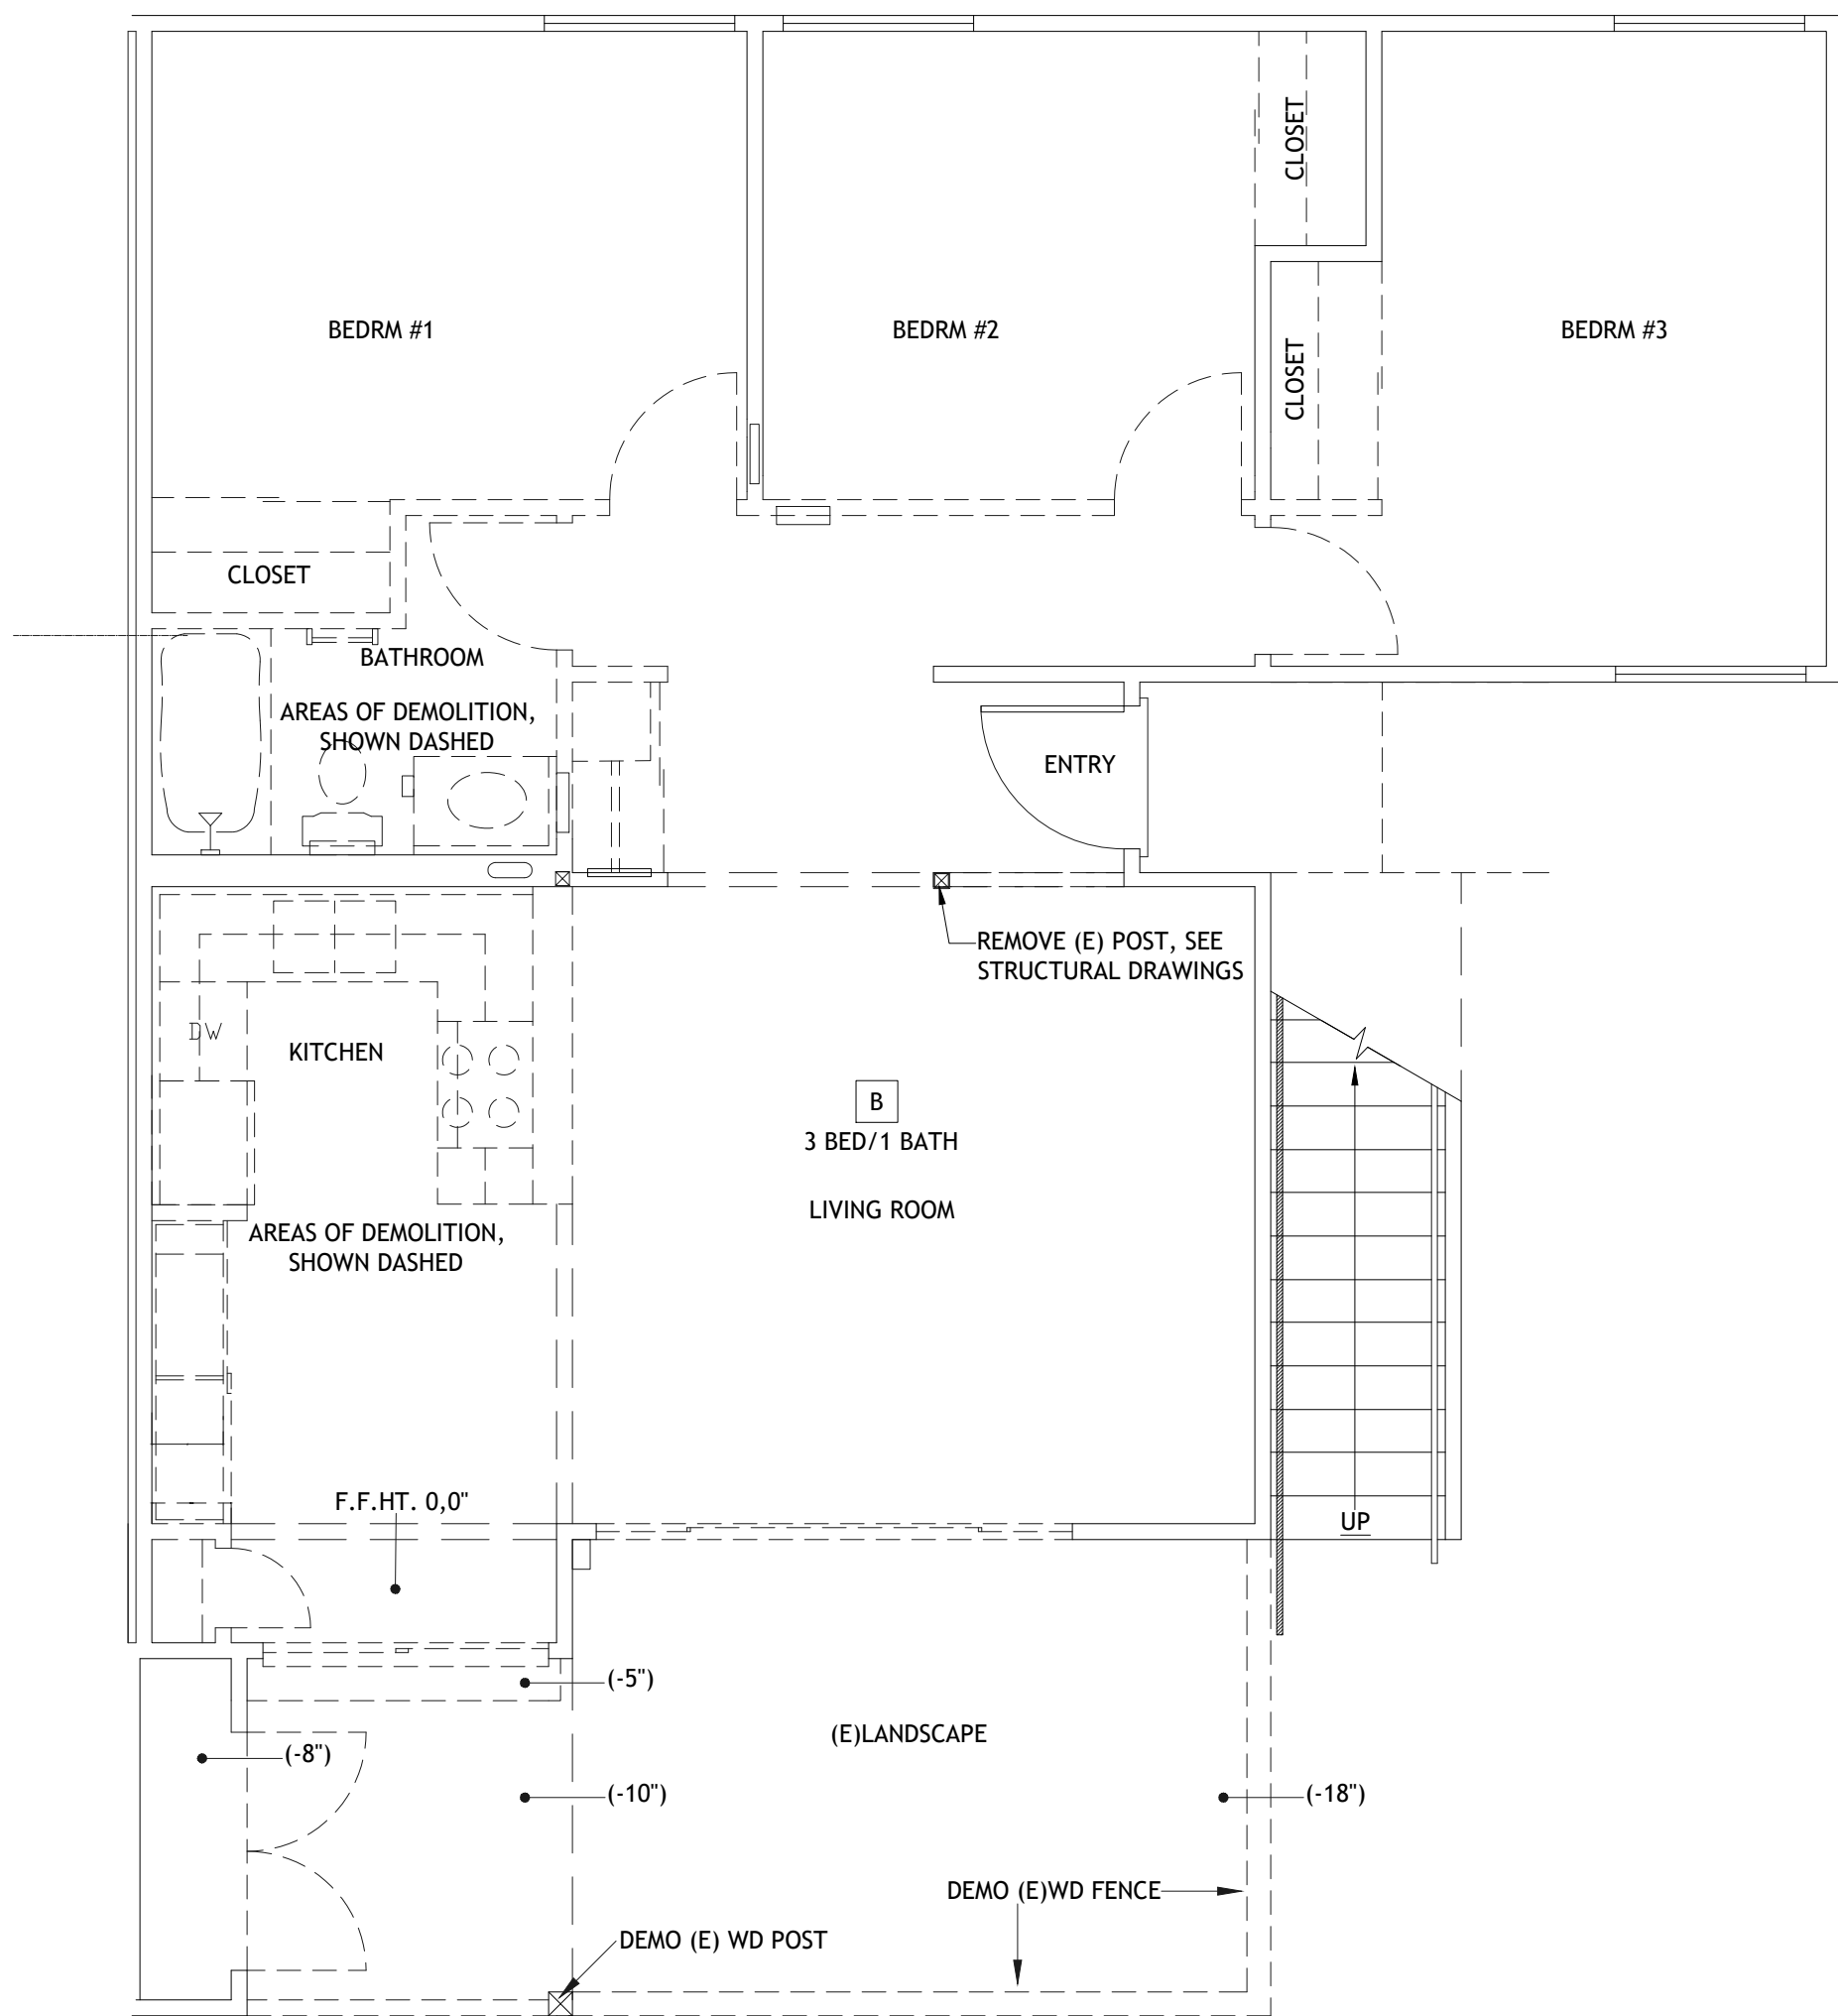 CLOSET
BEDRM #1
BEDRM #2
BEDRM #3
CLOSET
CLOSET
BATHROOM
AREAS OF DEMOLITION,
SHOWN DASHED
ENTRY
REMOVE (E) POST, SEE
STRUCTURAL DRAWINGS
DW
KITCHEN
B
3 BED/1 BATH
LIVING ROOM
AREAS OF DEMOLITION,
SHOWN DASHED
F.F.HT. 0,0"
UP
(-5")
(E)LANDSCAPE
(-8")
(-10")
(-18")
DEMO (E)WD FENCE
DEMO (E) WD POST